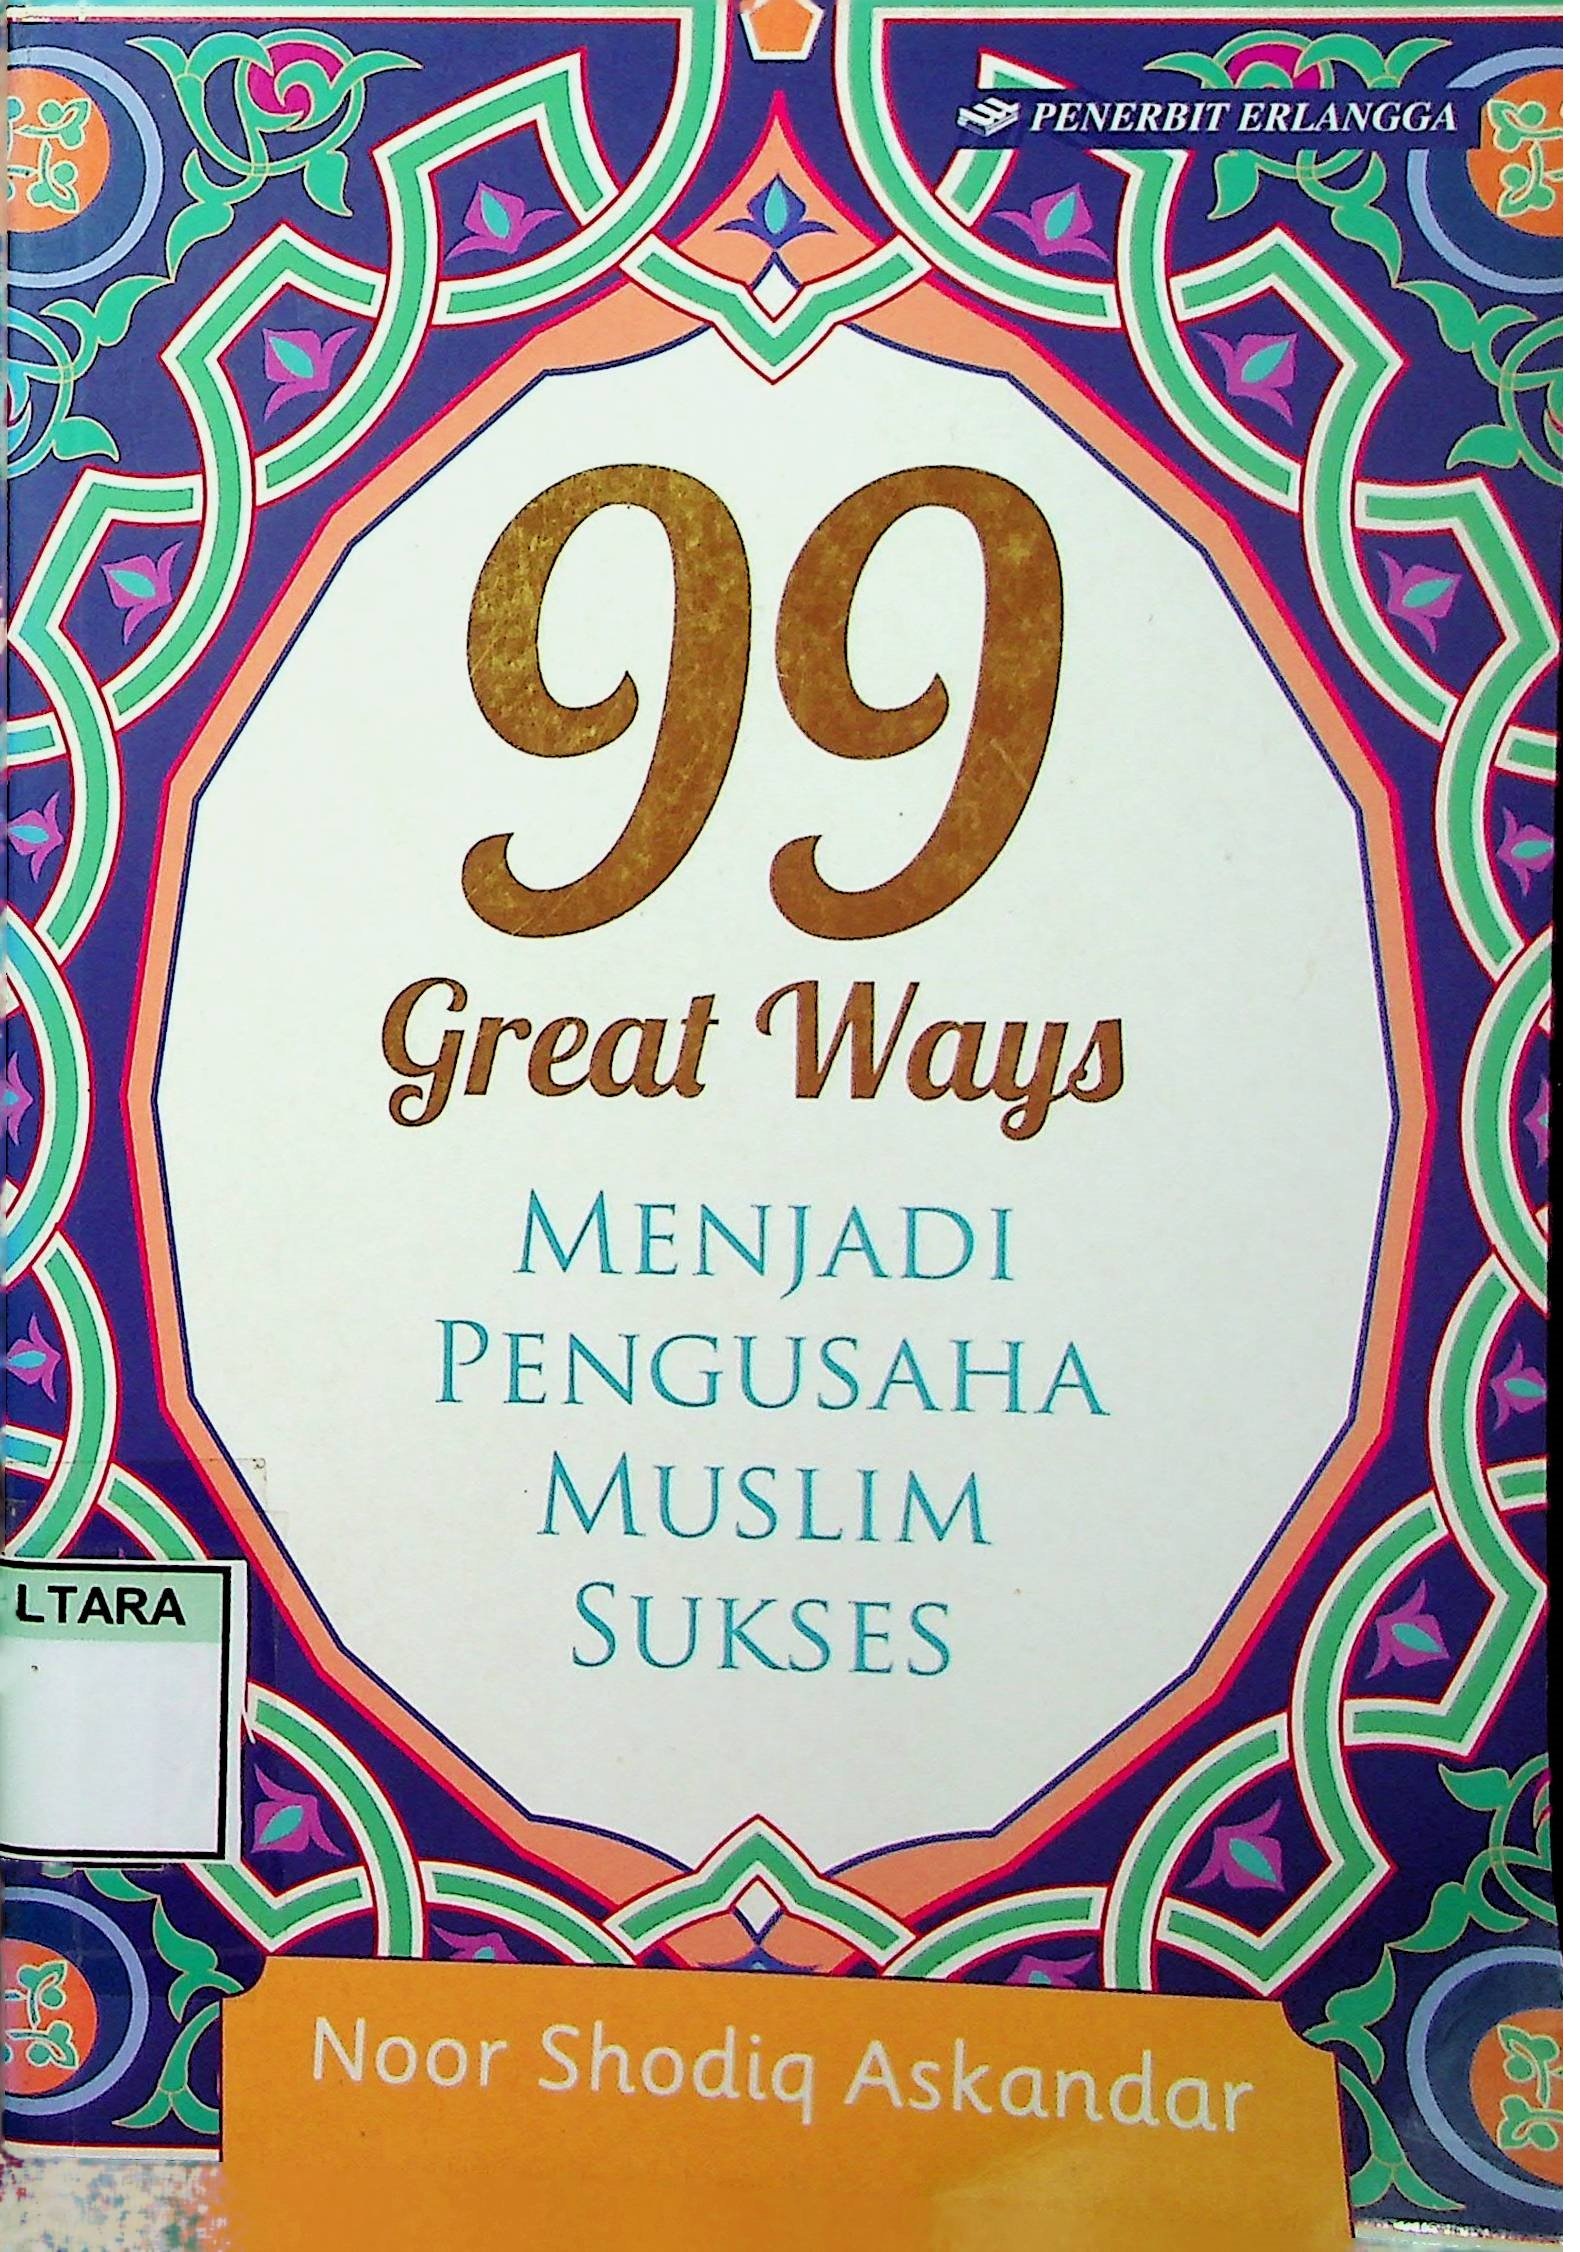 PENERBIT ERLANGGA
99
Great Ways
MENJADI
PENGUSAHA
MUSLIM
SUKSES
LTARA
Noor Shodiq Askandar